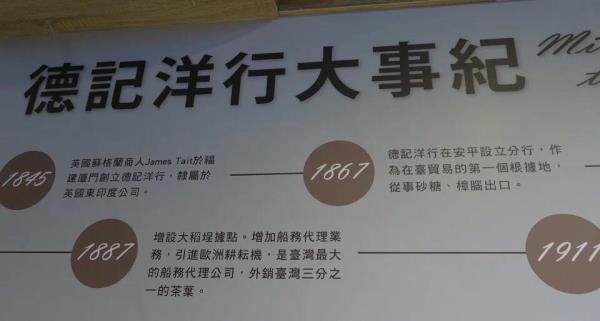 德記洋行大事紀
Mi
t
1845
英國蘇格蘭商人James Tait於福
建廈門創立德記洋行，隸屬於
英國東印度公司。
1867
德記洋行在安平設立分行，作
為在臺貿易的第一個根據地，
從事砂糖、樟腦出口。
1887
增設大稻埕據點。增加船務代理業
務，引進歐洲耕耘機，是臺灣最大
的船務代理公司，外銷臺灣三分之
一的茶葉。
1911